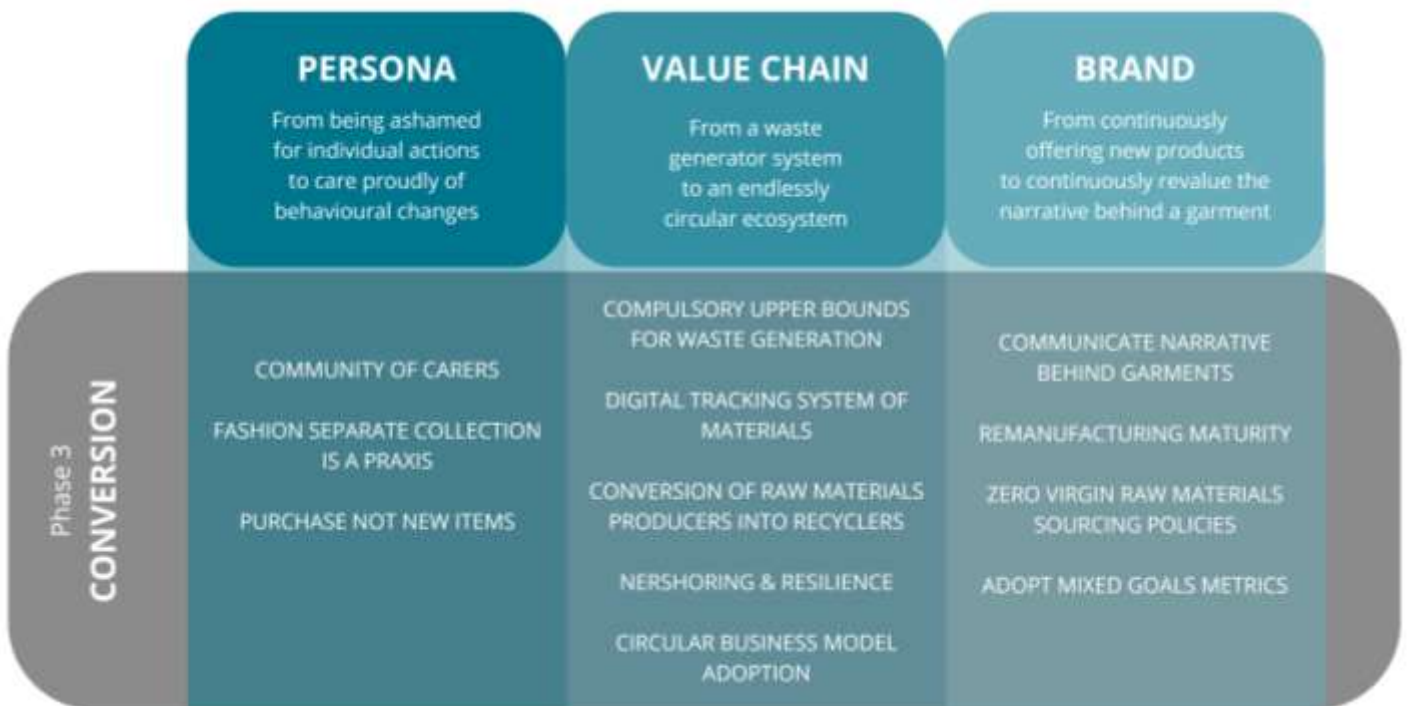 PERSONA
From being ashamed
for individual actions
to care proudly of
behavioural changes
VALUE CHAIN
From a waste
generator system
to an endlessly
circular ecosystem
BRAND
From continuously
offering new products
to continuously revalue the
narrative behind a garment
Phase 3
CONVERSION
COMMUNITY OF CARERS
FASHION SEPARATE COLLECTION
IS A PRAXIS
PURCHASE NOT NEW ITEMS
COMPULSORY UPPER BOUNDS
FOR WASTE GENERATION
DIGITAL TRACKING SYSTEM OF
MATERIALS
CONVERSION OF RAW MATERIALS
PRODUCERS INTO RECYCLERS
NERSHORING & RESILIENCE
CIRCULAR BUSINESS MODEL
ADOPTION
COMMUNICATE NARRATIVE
BEHIND GARMENTS
REMANUFACTURING MATURITY
ZERO VIRGIN RAW MATERIALS
SOURCING POLICIES
ADOPT MIXED GOALS METRICS